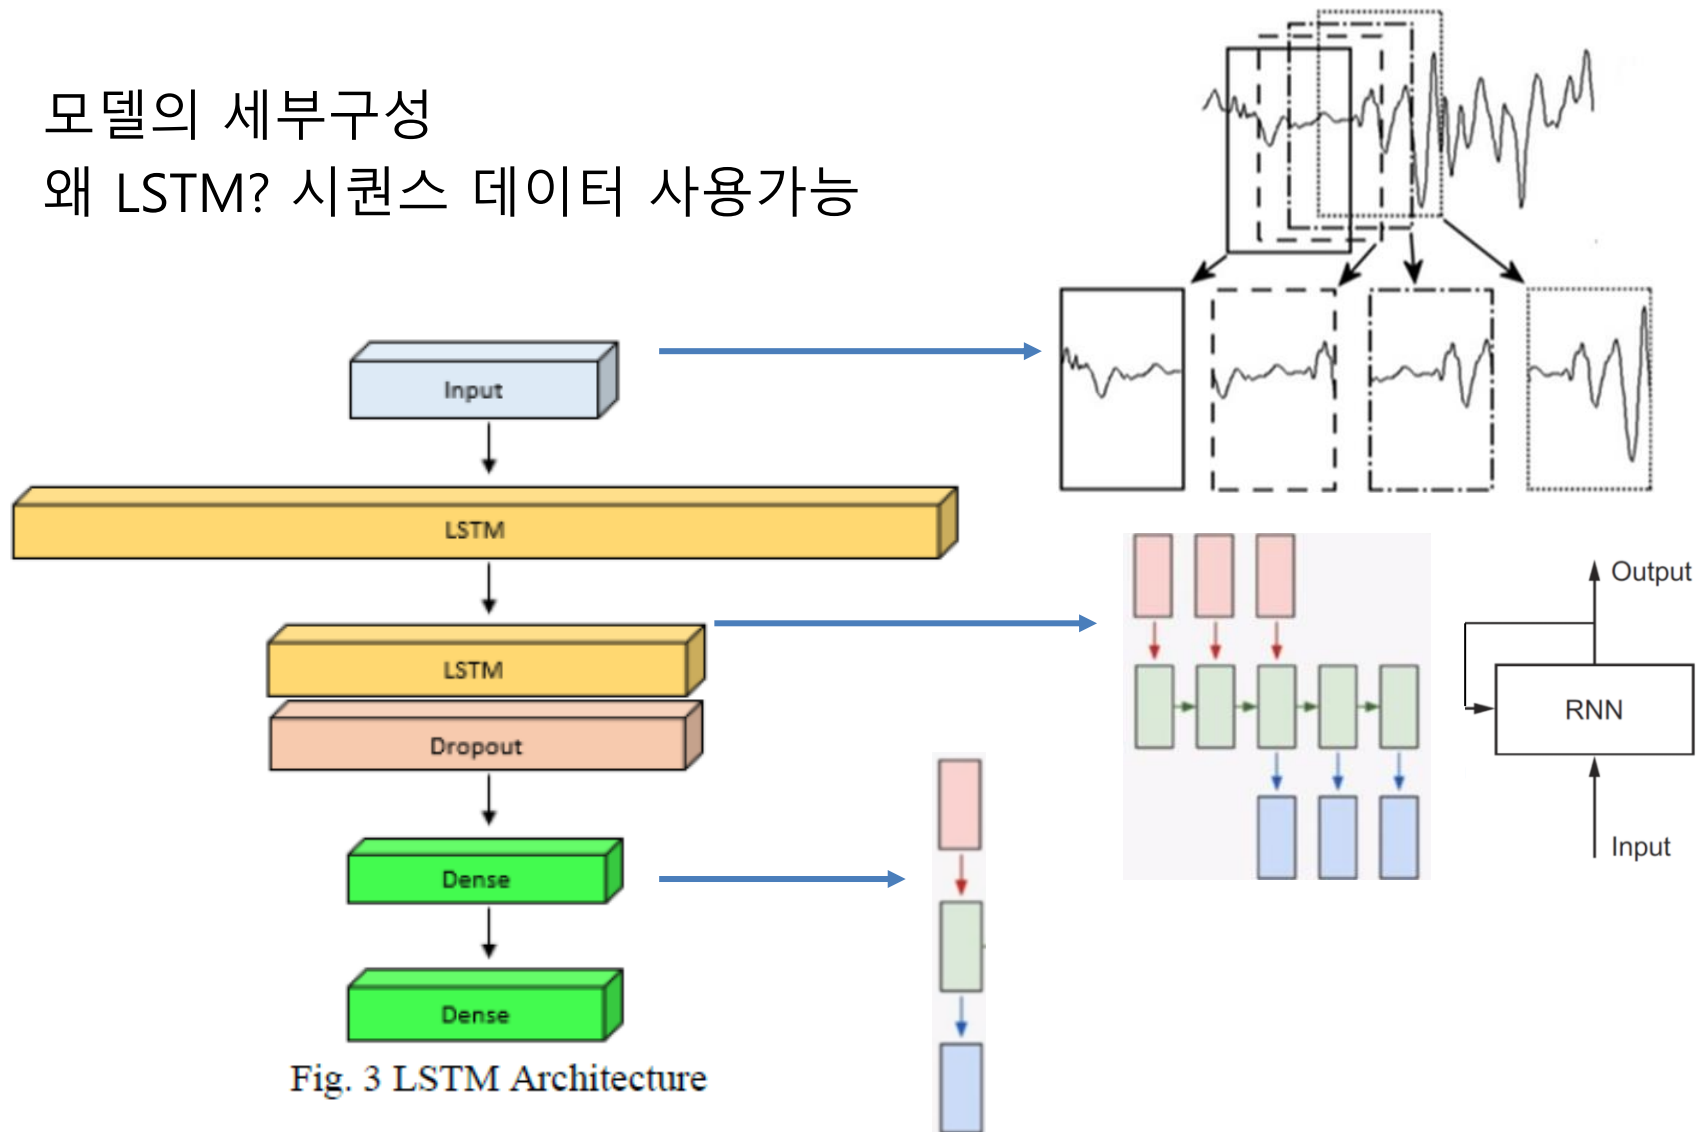 모델의 세부구성
왜 LSTM? 시퀀스 데이터 사용가능
Input
LSTM
LSTM
Dropout
Dense
Dense
Fig. 3 LSTM Architecture
Output
RNN
Input